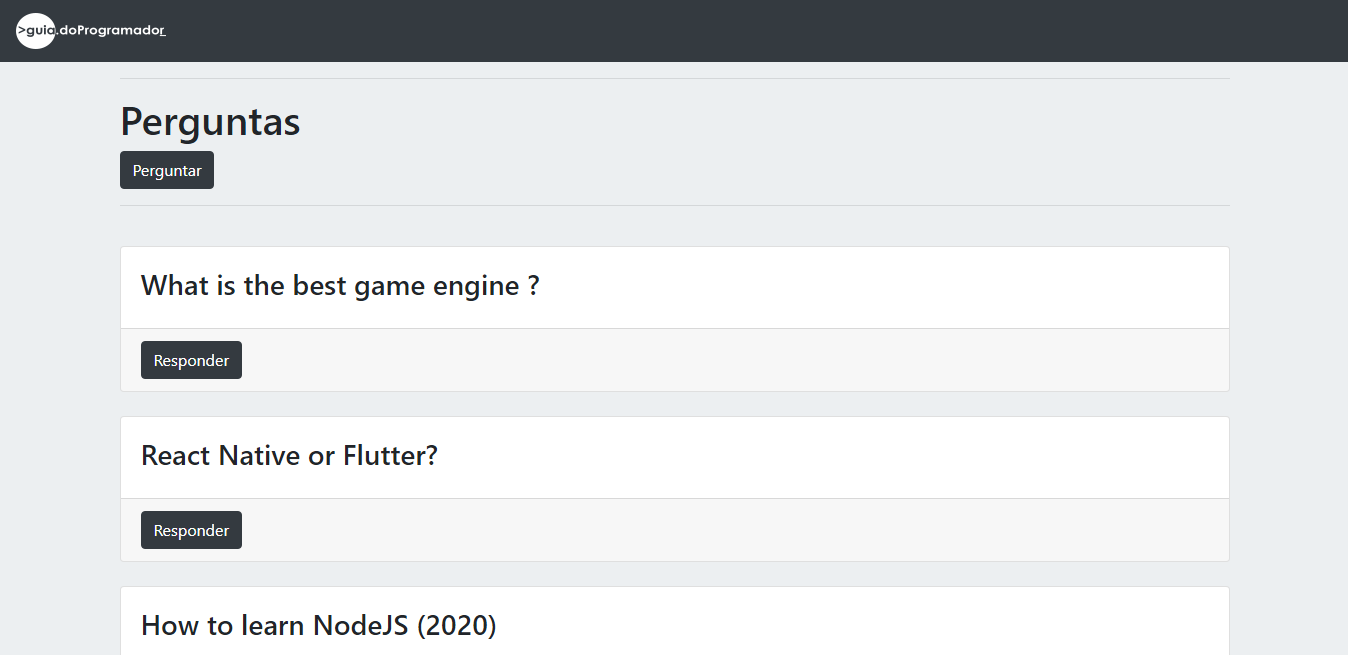 >guia.doProgramador_
Perguntas
Perguntar
What is the best game engine ?
Responder
React Native or Flutter?
Responder
How to learn NodeJS (2020)